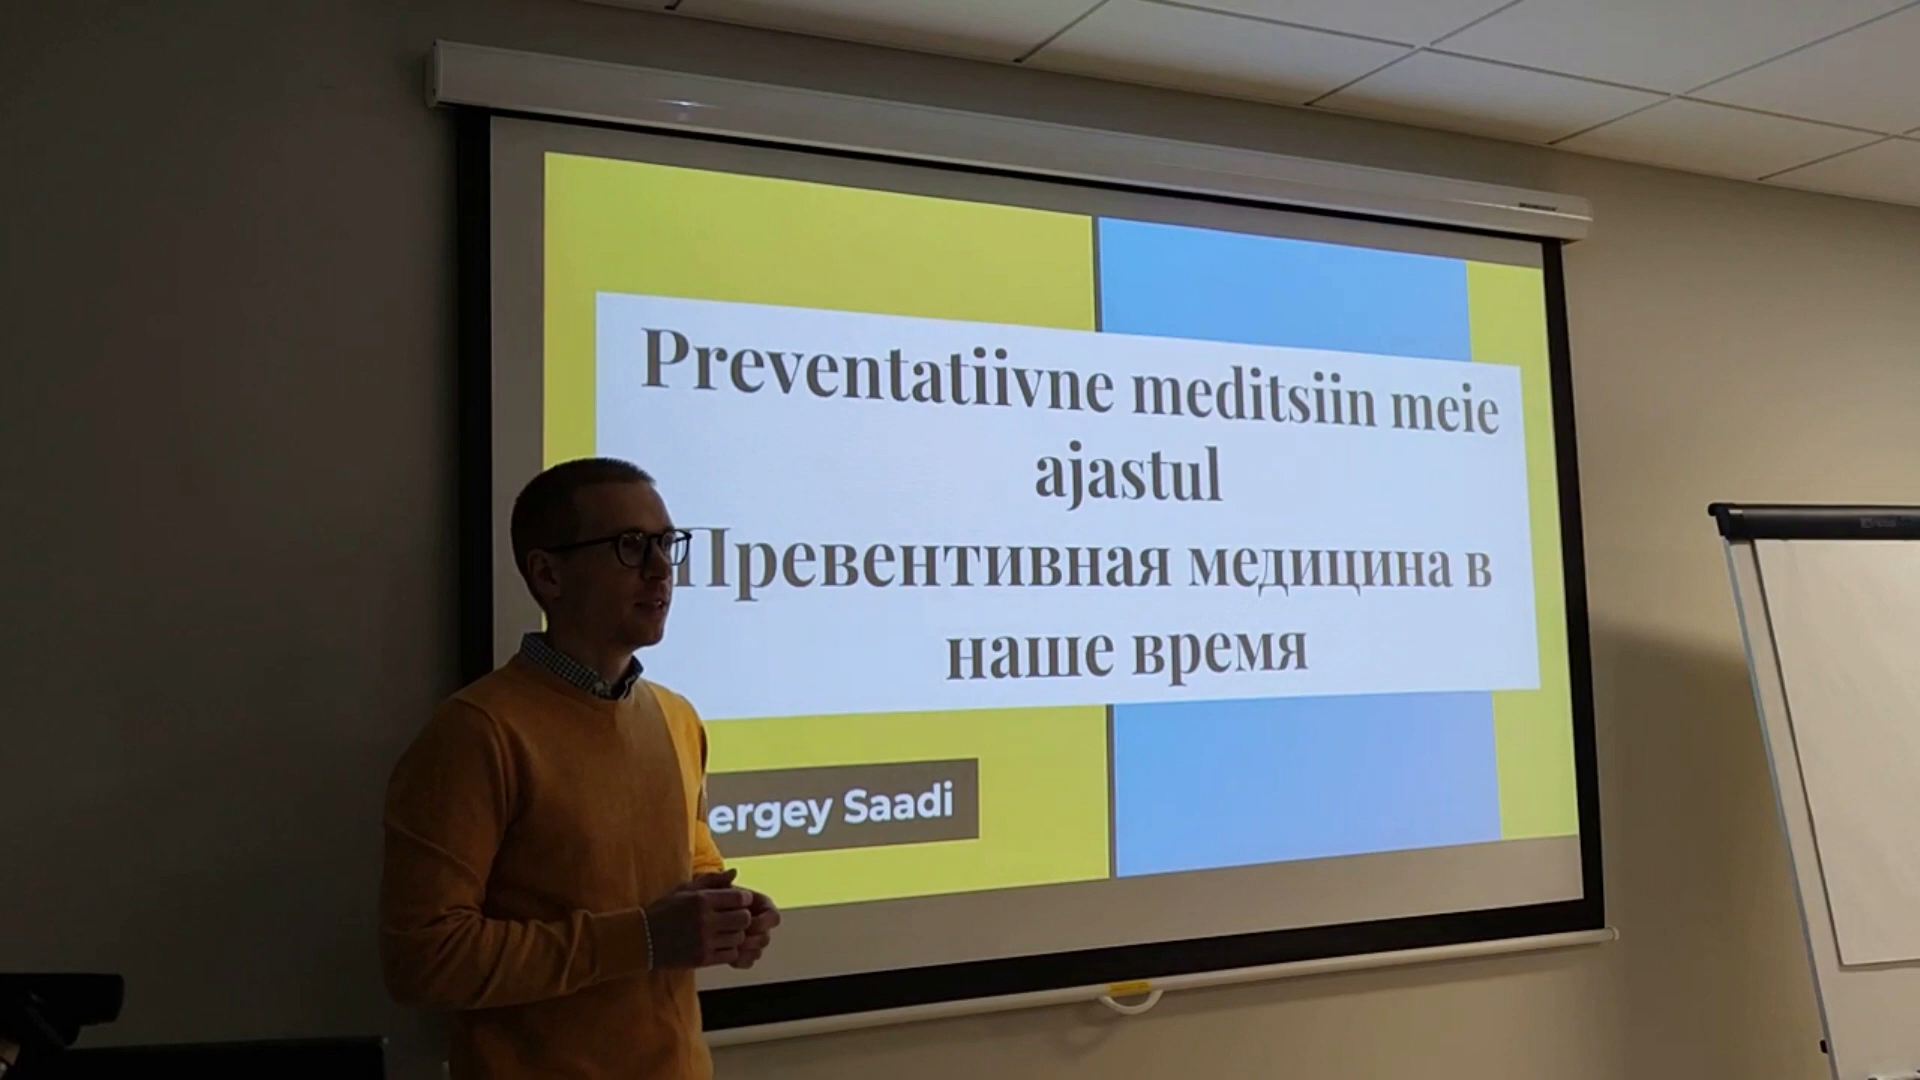 Preventatiivne meditsiin meie
ajastul
Превентивная медицина в
наше время
ergey Saadi